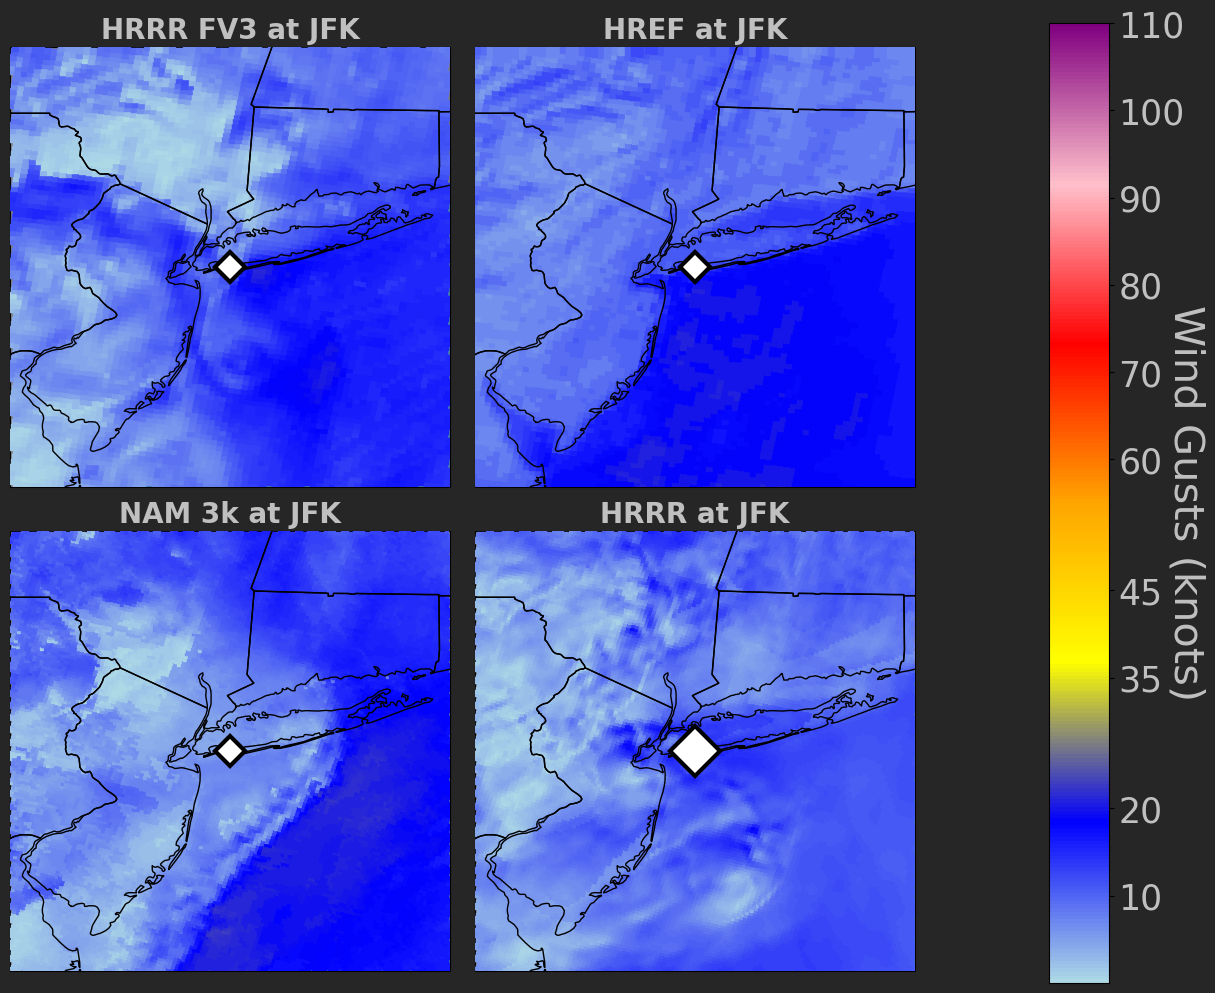 HRRR FV3 at JFK
HREF at JFK
NAM 3k at JFK
HRRR at JFK
110
100
90
80
70
60
45
35
20
10
Wind Gusts (knots)